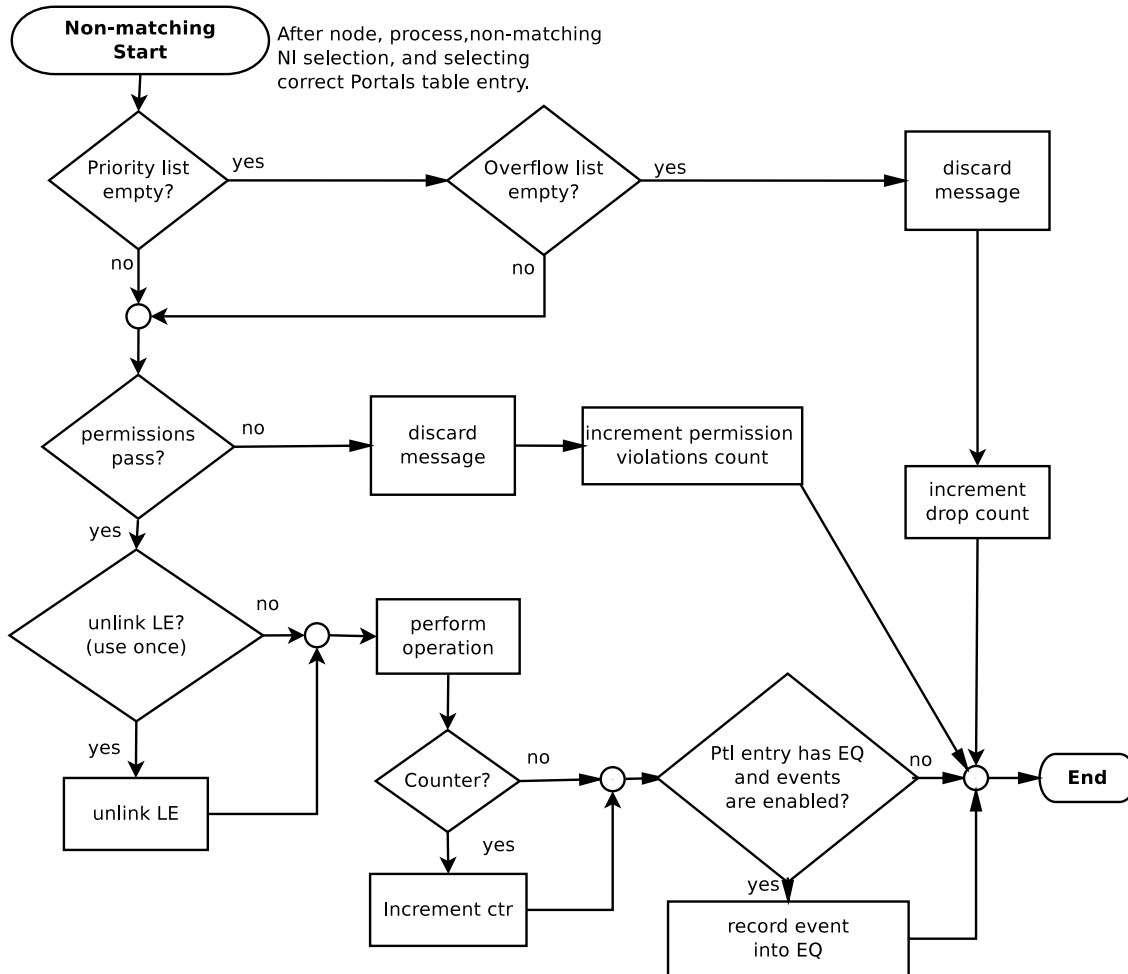 Non-matching
Start
After node, process,non-matching
NI selection, and selecting
correct Portals table entry.
Priority list
empty?
yes
Overflow list
empty?
yes
discard
message
no
no
permissions
pass?
no
discard
message
increment permission
violations count
increment
drop count
yes
unlink LE?
(use once)
no
perform
operation
yes
unlink LE
Counter?
no
Ptl entry has EQ
and events
are enabled?
no
End
yes
Increment ctr
yes
record event
into EQ